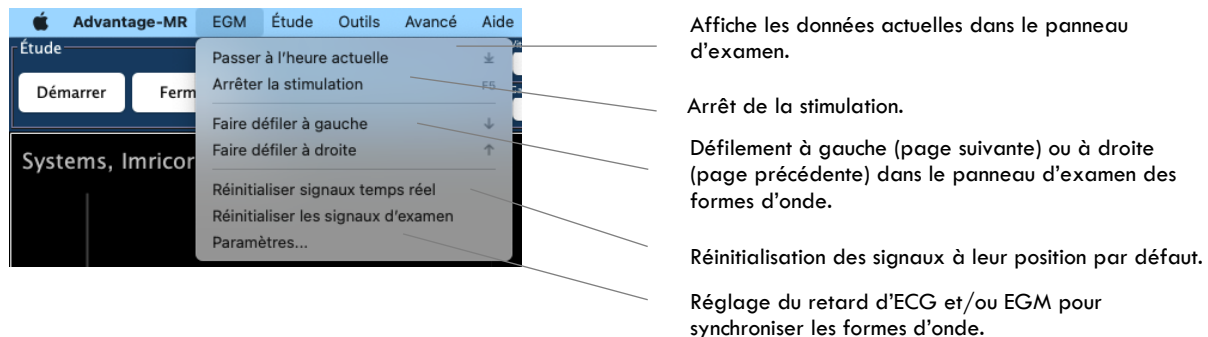 Advantage-MR EGM Étude Outils Avancé Aide
Étude
Démarrer Ferm
Passer à l'heure actuelle
Arrêter la stimulation F5
Faire défiler à gauche ↓
Faire défiler à droite ↑
Réinitialiser signaux temps réel
Réinitialiser les signaux d'examen
Paramètres...
Systems, Imricor
Affiche les données actuelles dans le panneau
d'examen.
Arrêt de la stimulation.
Défilement à gauche (page suivante) ou à droite
(page précédente) dans le panneau d'examen des
formes d'onde.
Réinitialisation des signaux à leur position par défaut.
Réglage du retard d'ECG et/ou EGM pour
synchroniser les formes d'onde.